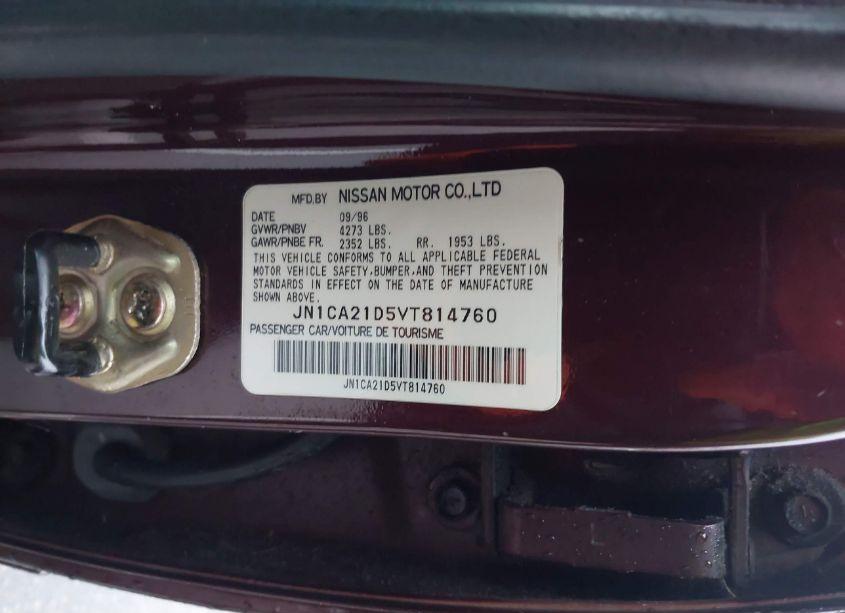 MFD.BY NISSAN MOTOR CO.,LTD
DATE 09/96
GVWR/PNBV 4273 LBS.
GAWR/PNBE FR. 2352 LBS. RR. 1953 LBS.
THIS VEHICLE CONFORMS TO ALL APPLICABLE FEDERAL
MOTOR VEHICLE SAFETY,BUMPER,AND THEFT PREVENTION
STANDARDS IN EFFECT ON THE DATE OF MANUFACTURE
SHOWN ABOVE.
JN1CA21D5VT814760
PASSENGER CAR/VOITURE DE TOURISME
JN1CA21D5VT814760